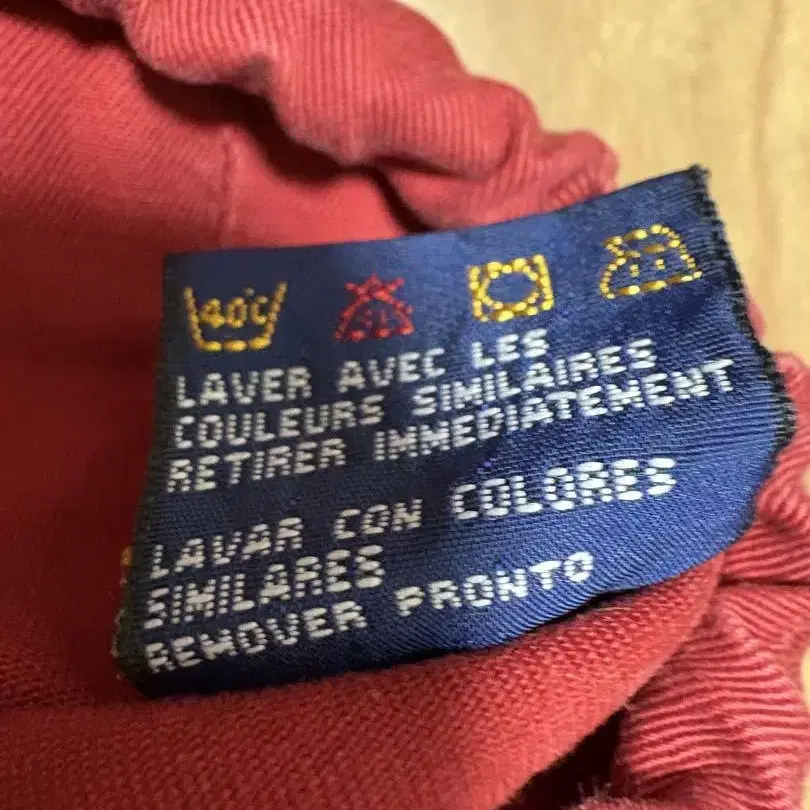 40°C
LAVER AVEC LES
COULEURS SIMILAIRES
RETIRER IMMEDIATEMENT
LAVAR CON COLORES
SIMILARES
REMOVER PRONTO